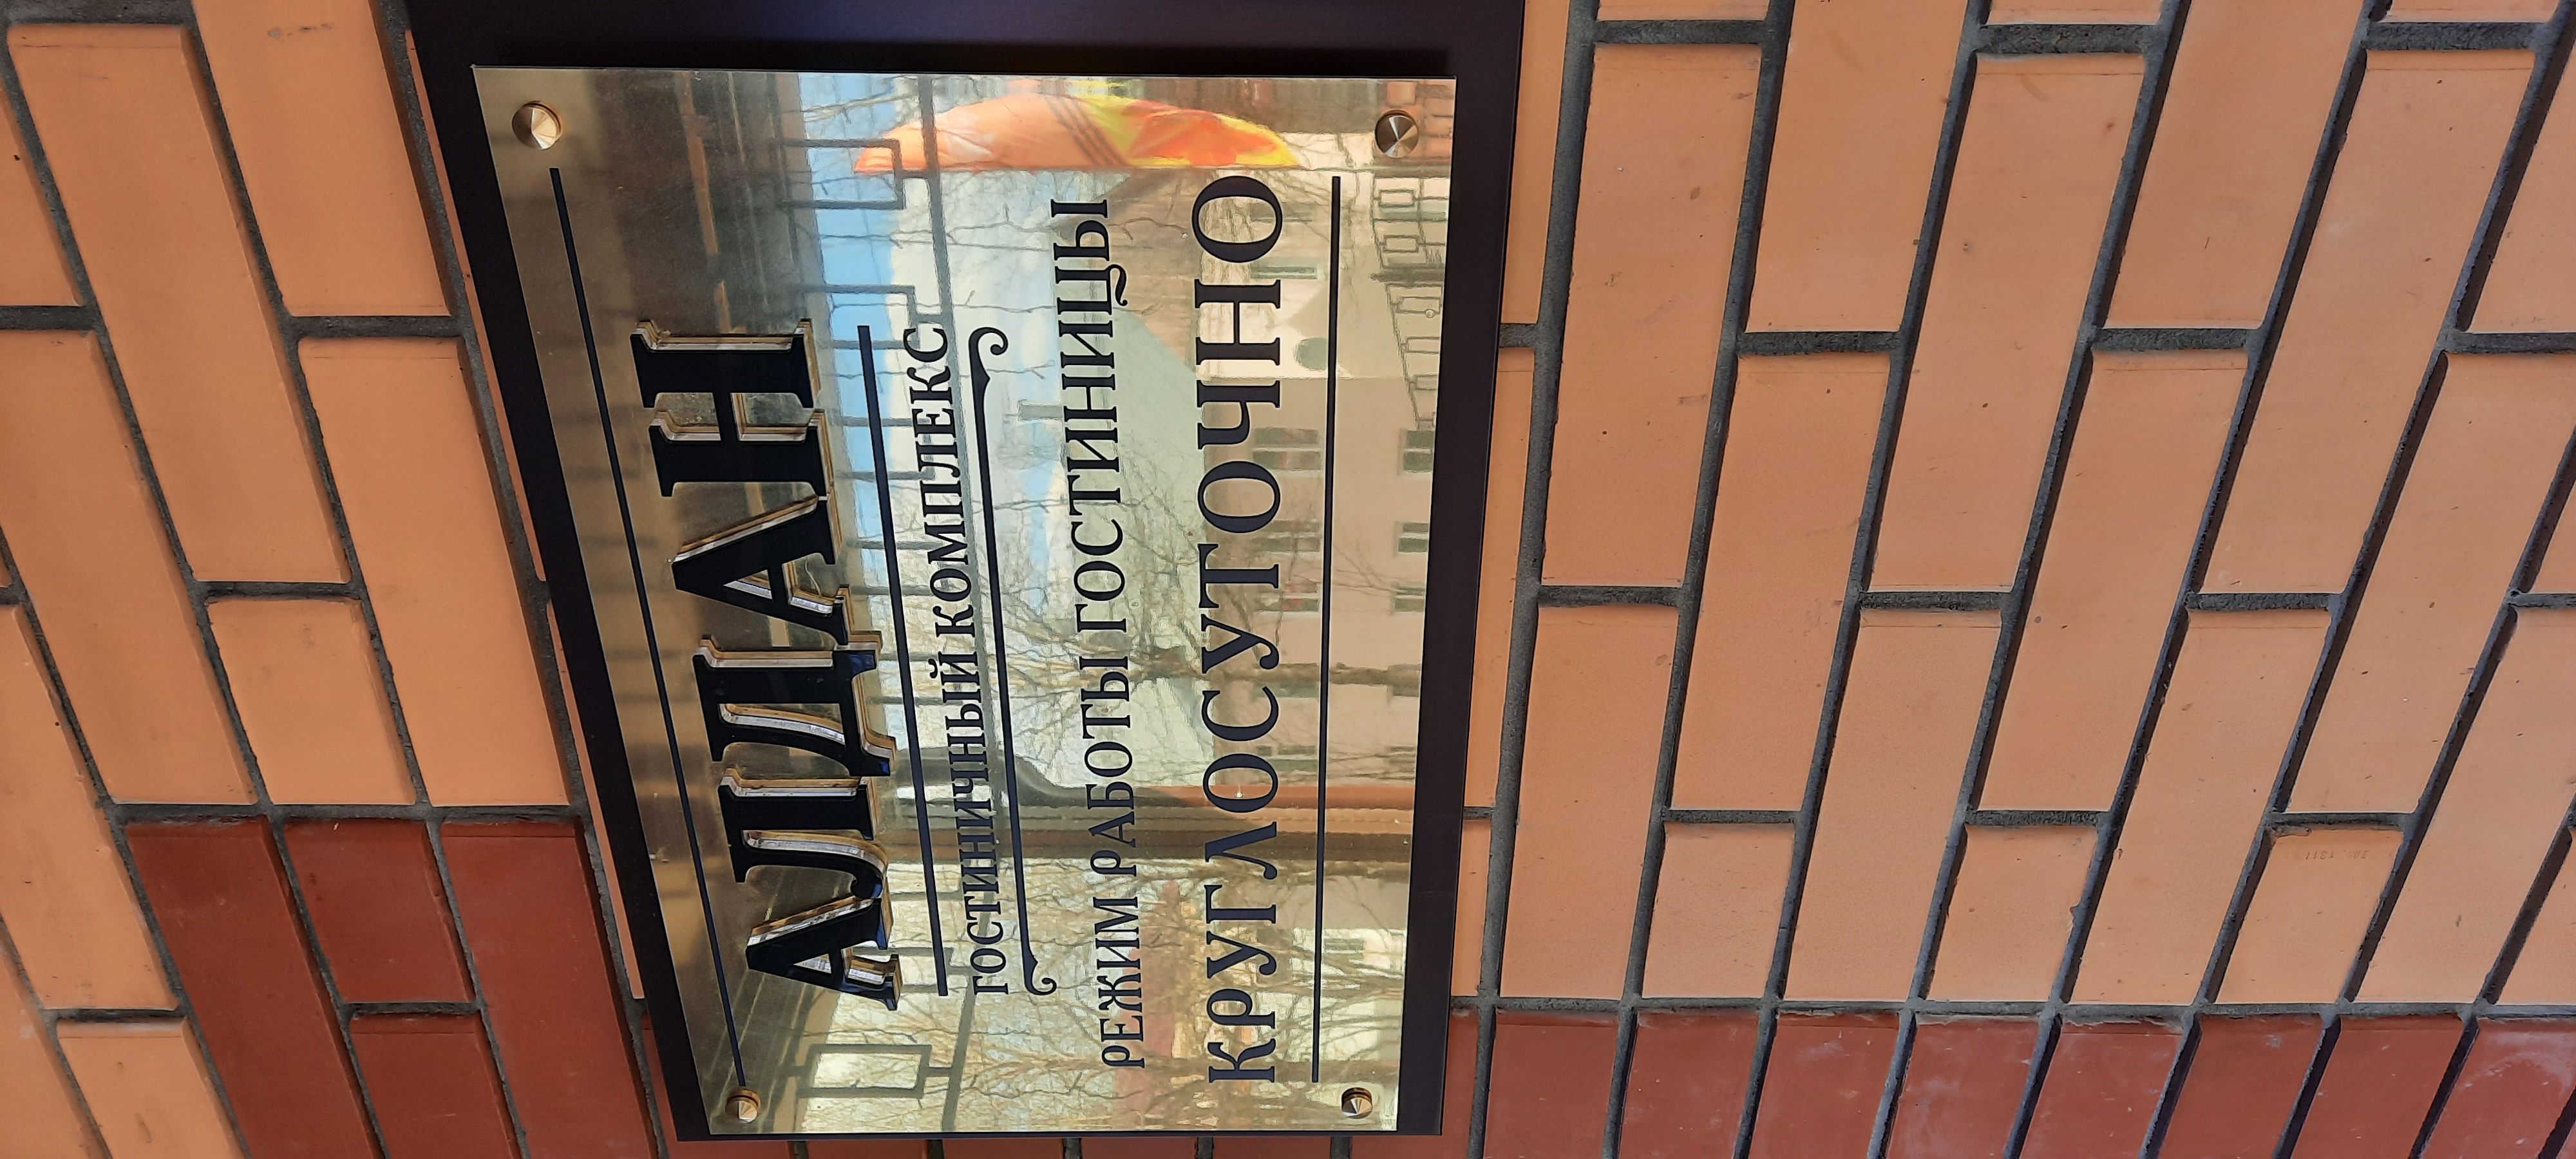 АЛДАН
ГОСТИНИЧНЫЙ КОМПЛЕКС
РЕЖИМ РАБОТЫ ГОСТИНИЦЫ
КРУГЛОСУТОЧНО